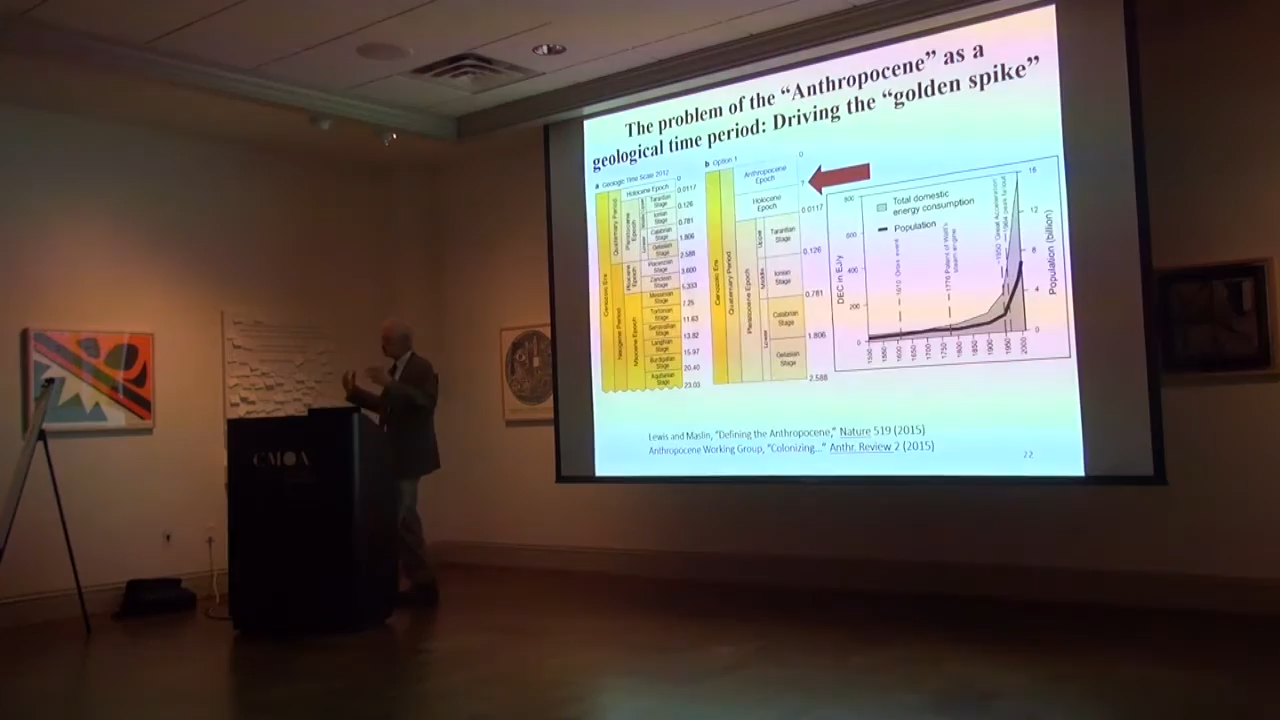 The problem of the “Anthropocene” as a
geological time period: Driving the “golden spike”
a Geologic Time Scale 2012
0
Holocene Epoch
0.0117
Cenozoic Era
Quaternary Period
Pleistocene Epoch
Tarantian Stage
0.126
Ionian Stage
0.781
Calabrian Stage
1.806
Gelasian Stage
2.588
Neogene Period
Pliocene Epoch
Piacenzian Stage
3.600
Zanclean Stage
5.333
Miocene Epoch
Messinian Stage
7.25
Tortonian Stage
11.63
Serravallian Stage
13.82
Langhian Stage
15.97
Burdigalian Stage
20.40
Aquitanian Stage
23.03
b Option 1
0
Anthropocene
Epoch
?
Holocene
Epoch
0.0117
Cenozoic Era
Quaternary Period
Pleistocene Epoch
Upper
Tarantian
Stage
0.126
Middle
Ionian
Stage
0.781
Lower
Calabrian
Stage
1.806
Gelasian
Stage
2.588
Total domestic
energy consumption
Population
DEC in EJ/y
800
600
400
200
0
Population (billion)
16
12
8
4
0
1610 Orbis event
1776 Patent of Watt's
steam engine
~1950 'Great Acceleration'
1550
1600
1650
1700
1750
1800
1850
1900
1950
2000
Lewis and Maslin, “Defining the Anthropocene,” Nature 519 (2015)
Anthropocene Working Group, “Colonizing...” Anthr. Review 2 (2015)
22
CMOA